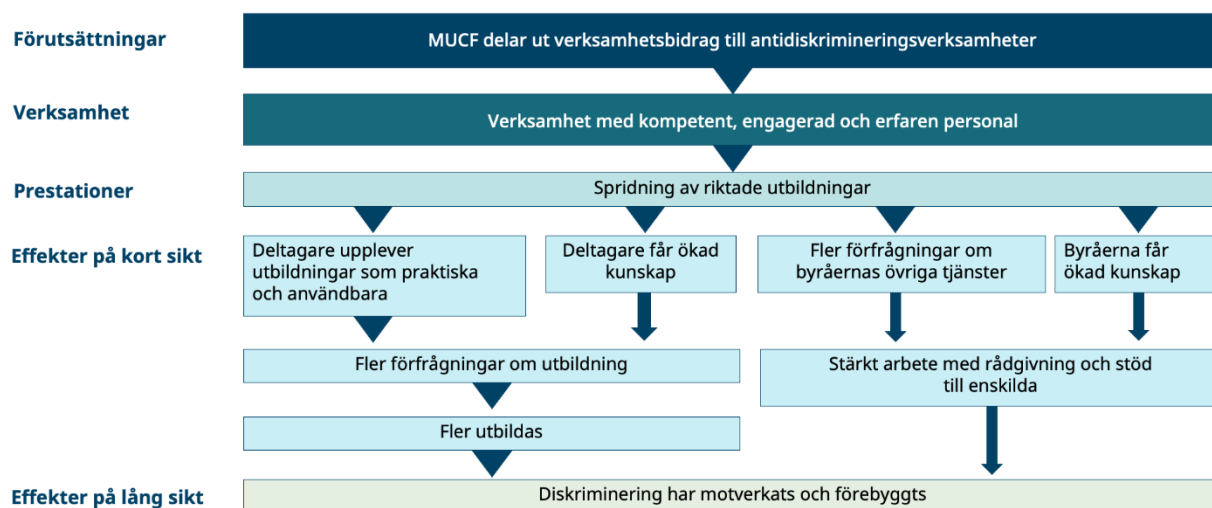 Förutsättningar
MUCF delar ut verksamhetsbidrag till antidiskrimineringsverksamheter
Verksamhet
Verksamhet med kompetent, engagerad och erfaren personal
Prestationer
Spridning av riktade utbildningar
Effekter på kort sikt
Deltagare upplever
utbildningar som praktiska
och användbara
Deltagare får ökad
kunskap
Fler förfrågningar om
byråernas övriga tjänster
Byråerna får
ökad kunskap
Fler förfrågningar om utbildning
Stärkt arbete med rådgivning och stöd
till enskilda
Fler utbildas
Effekter på lång sikt
Diskriminering har motverkats och förebyggts